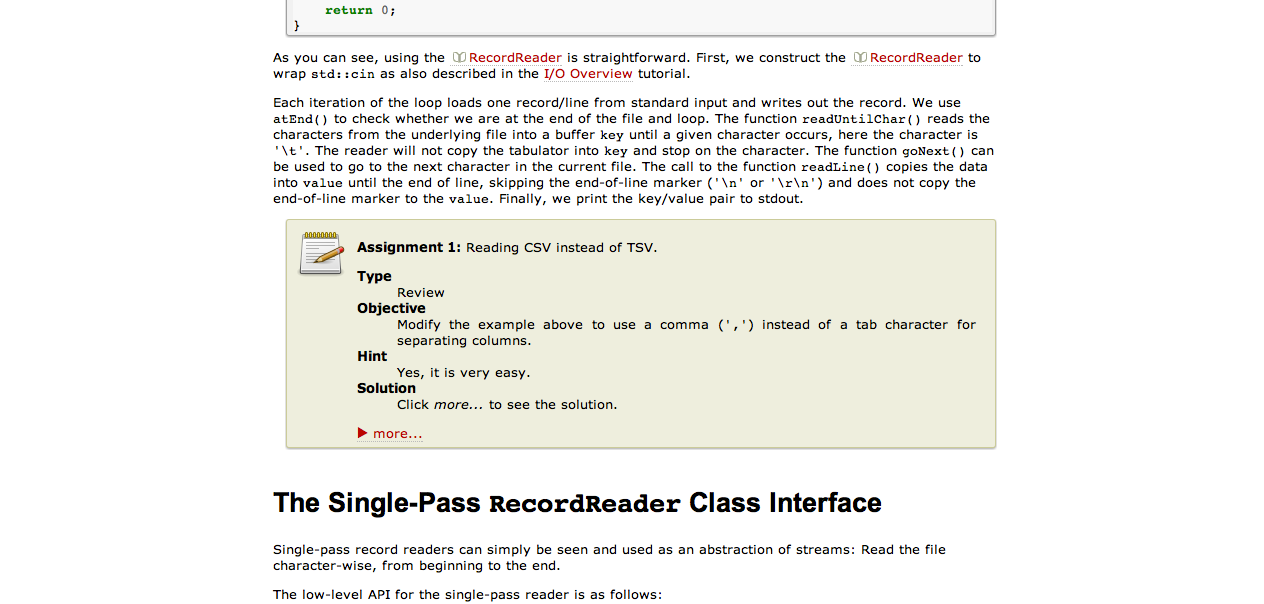 return 0;
}
As you can see, using the RecordReader is straightforward. First, we construct the RecordReader to
wrap std::cin as also described in the I/O Overview tutorial.
Each iteration of the loop loads one record/line from standard input and writes out the record. We use
atEnd() to check whether we are at the end of the file and loop. The function readUntilChar() reads the
characters from the underlying file into a buffer key until a given character occurs, here the character is
'\t'. The reader will not copy the tabulator into key and stop on the character. The function goNext() can
be used to go to the next character in the current file. The call to the function readLine() copies the data
into value until the end of line, skipping the end-of-line marker ('\n' or '\r\n') and does not copy the
end-of-line marker to the value. Finally, we print the key/value pair to stdout.
Assignment 1: Reading CSV instead of TSV.
Type
Review
Objective
Modify the example above to use a comma (',') instead of a tab character for
separating columns.
Hint
Yes, it is very easy.
Solution
Click more... to see the solution.
more...
The Single-Pass RecordReader Class Interface
Single-pass record readers can simply be seen and used as an abstraction of streams: Read the file
character-wise, from beginning to the end.
The low-level API for the single-pass reader is as follows: